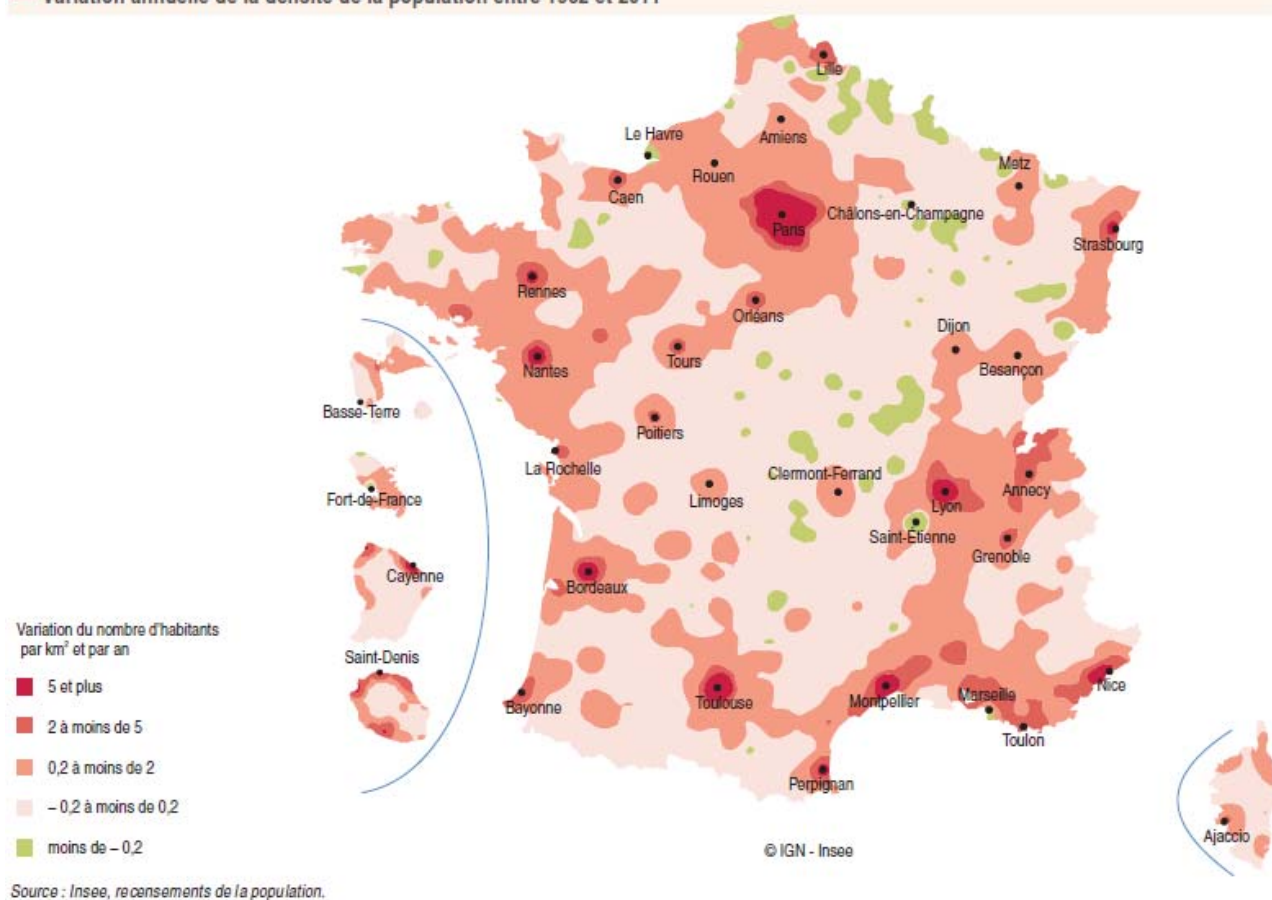 Variation annuelle de la densité de la population entre 1982 et 2011
Lille
Le Havre
Amiens
Rouen
Metz
Caen
Châlons-en-Champagne
Paris
Strasbourg
Rennes
Orléans
Dijon
Tours
Besançon
Nantes
Basse-Terre
Poitiers
La Rochelle
Clermont-Ferrand
Annecy
Limoges
Lyon
Fort-de-France
Saint-Étienne
Grenoble
Cayenne
Bordeaux
Variation du nombre d'habitants
par km² et par an
Saint-Denis
5 et plus
Bayonne
Toulouse
Montpellier
Marseille
Nice
2 à moins de 5
Toulon
0,2 à moins de 2
Perpignan
– 0,2 à moins de 0,2
Ajaccio
moins de – 0,2
© IGN - Insee
Source : Insee, recensements de la population.